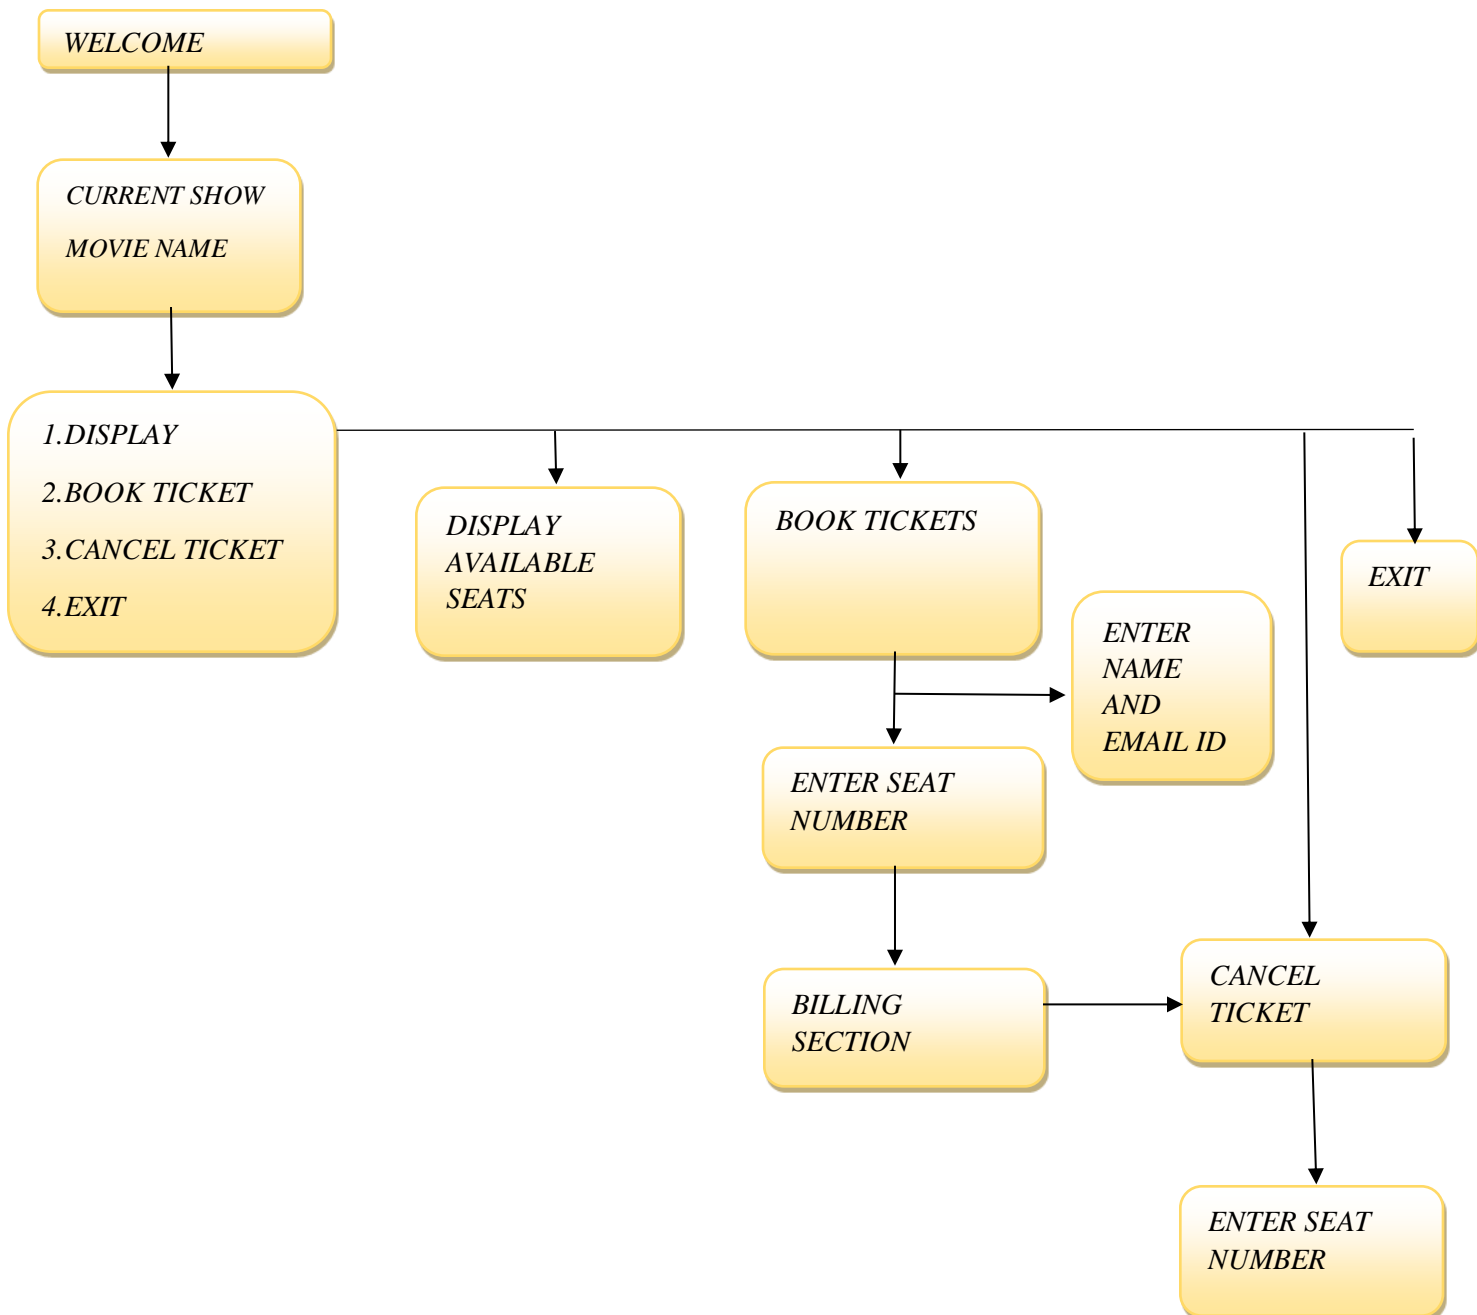 WELCOME
CURRENT SHOW
MOVIE NAME
1.DISPLAY
2.BOOK TICKET
3.CANCEL TICKET
4.EXIT
DISPLAY
AVAILABLE
SEATS
BOOK TICKETS
EXIT
ENTER
NAME
AND
EMAIL ID
ENTER SEAT
NUMBER
BILLING
SECTION
CANCEL
TICKET
ENTER SEAT
NUMBER